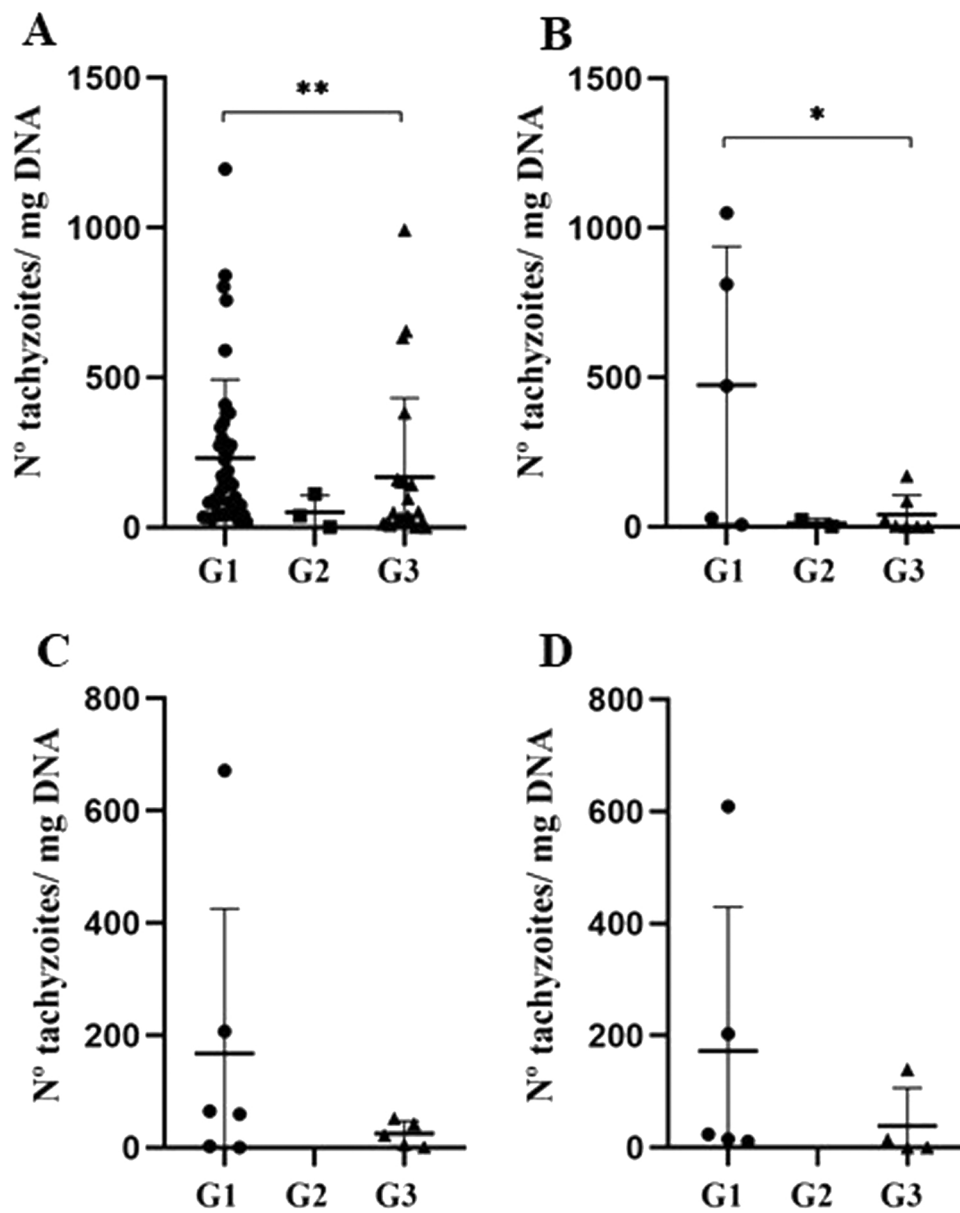 A
Nº tachyzoites/ mg DNA
1500
1000
500
0
**
G1 G2 G3
B
Nº tachyzoites/ mg DNA
1500
1000
500
0
*
G1 G2 G3
C
Nº tachyzoites/ mg DNA
800
600
400
200
0
G1 G2 G3
D
Nº tachyzoites/ mg DNA
800
600
400
200
0
G1 G2 G3